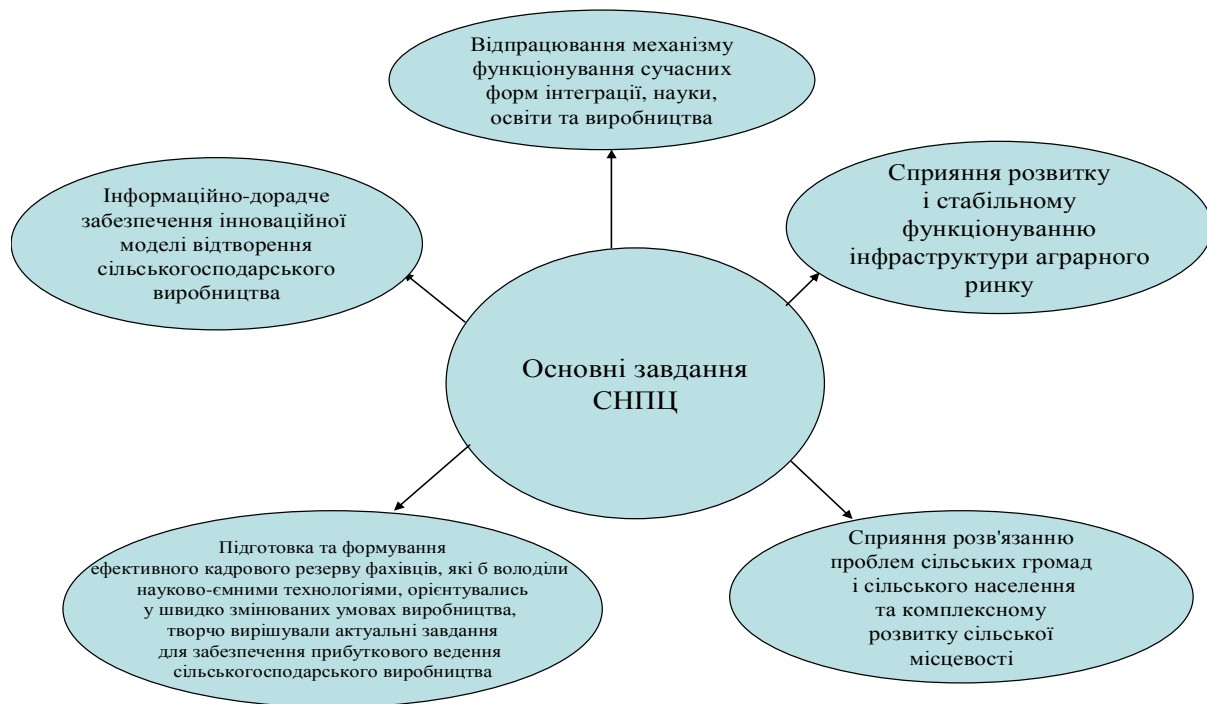 Відпрацювання механізму
функціонування сучасних
форм інтеграції, науки,
освіти та виробництва
Інформаційно-дорадче
забезпечення інноваційної
моделі відтворення
сільськогосподарського
виробництва
Сприяння розвитку
і стабільному
функціонуванню
інфраструктури аграрного
ринку
Основні завдання
СНПЦ
Підготовка та формування
ефективного кадрового резерву фахівців, які б володіли
науково-ємними технологіями, орієнтувались
у швидко змінюваних умовах виробництва,
творчо вирішували актуальні завдання
для забезпечення прибуткового ведення
сільськогосподарського виробництва
Сприяння розв'язанню
проблем сільських громад
і сільського населення
та комплексному
розвитку сільської
місцевості